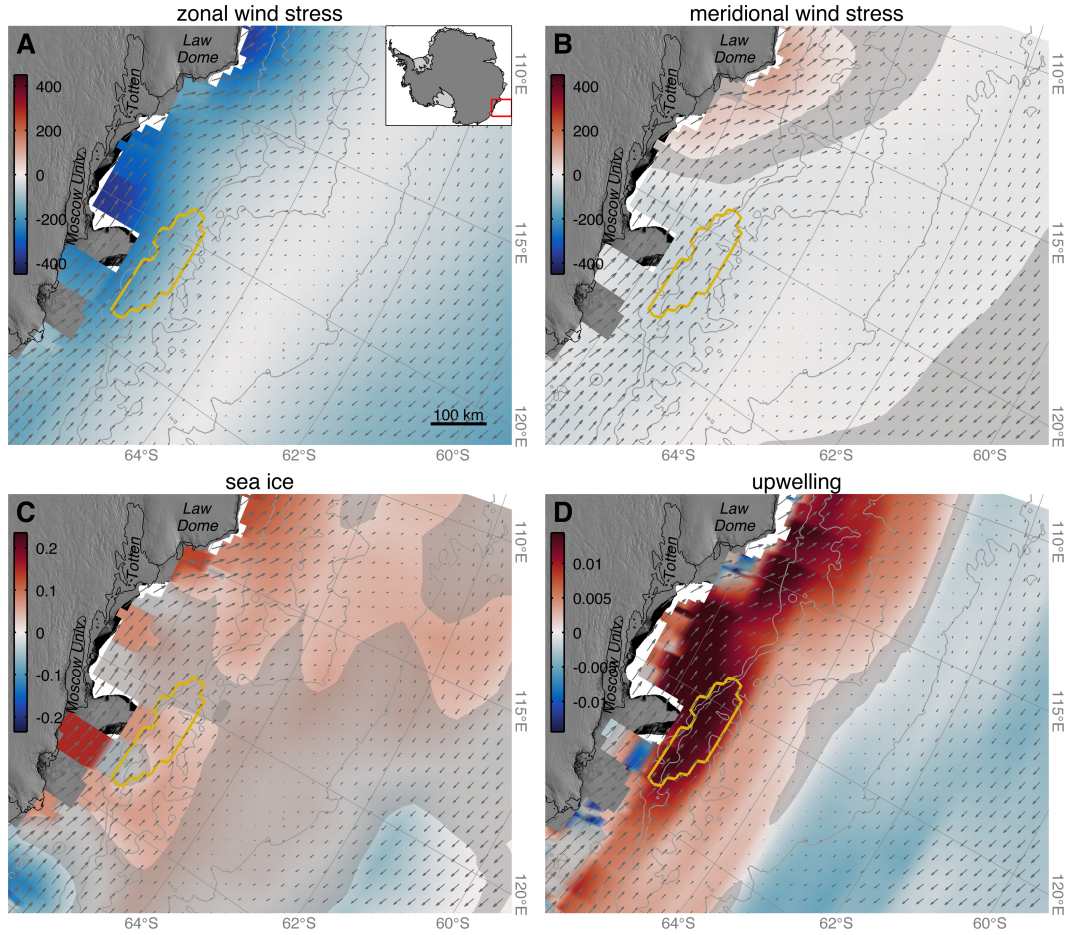 zonal wind stress
A
Law
Dome
Totten
Moscow Univ.
400
200
0
-200
-400
100 km
64°S
62°S
60°S
110°E
115°E
120°E
meridional wind stress
B
Law
Dome
Totten
Moscow Univ.
400
200
0
-200
-400
64°S
62°S
60°S
110°E
115°E
120°E
sea ice
C
Law
Dome
Totten
Moscow Univ.
0.2
0.1
0
-0.1
-0.2
64°S
62°S
60°S
110°E
115°E
120°E
upwelling
D
Law
Dome
Totten
Moscow Univ.
0.01
0.005
0
-0.005
-0.01
64°S
62°S
60°S
110°E
115°E
120°E